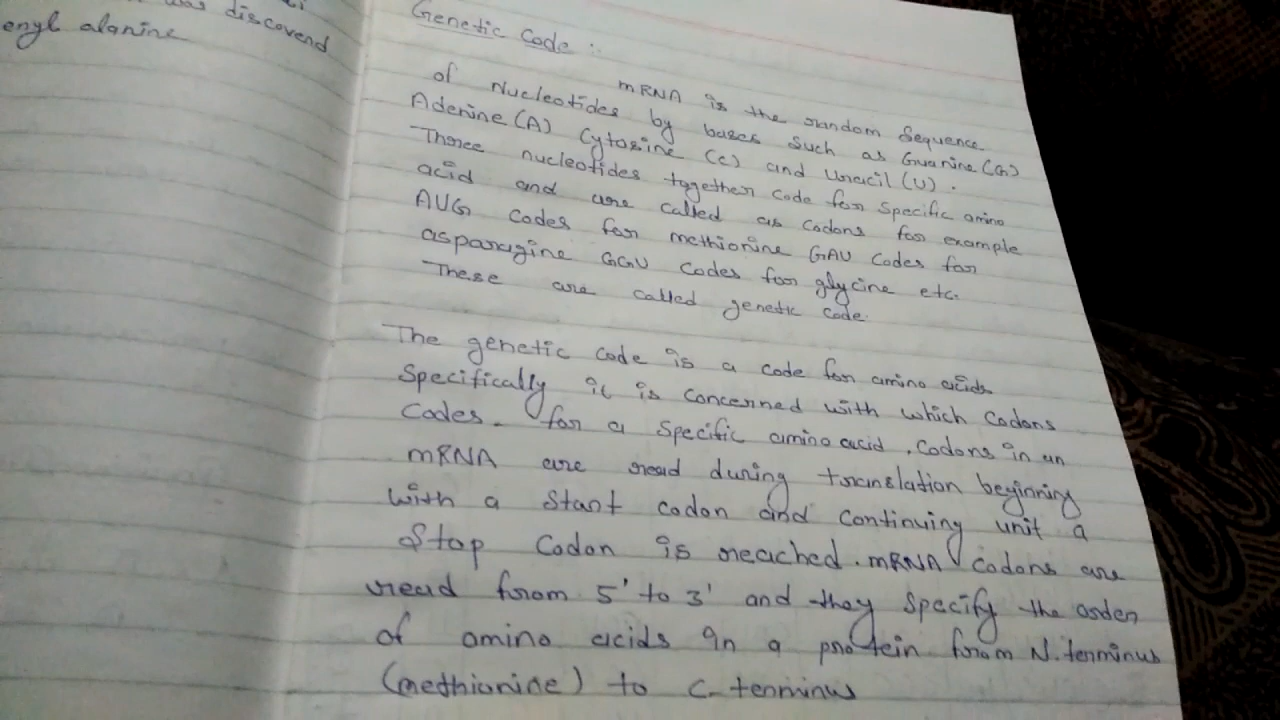 was discoverd
enyl alanine
Genetic Code :-
mRNA is the random sequence
of Nucleotides by bases such as Guanine (G)
Adenine (A) Cytosine (C) and Uracil (U).
Three nucleotides together code for specific amino
acid and are called as codons for example
AUG codes for methionine GAU codes for
asparagine GGU codes for glycine etc.
These are called genetic code.
The genetic code is a code for amino acids
Specifically it is concerned with which codons
codes. for a specific amino acid. Codons in an
mRNA are read during translation beginning
with a start codon and continuing unit a
Stop codon is reached. mRNA codons are
read from 5' to 3' and they specify the order
of amino acids in a protein from N.terminus
(methionine) to C-terminus